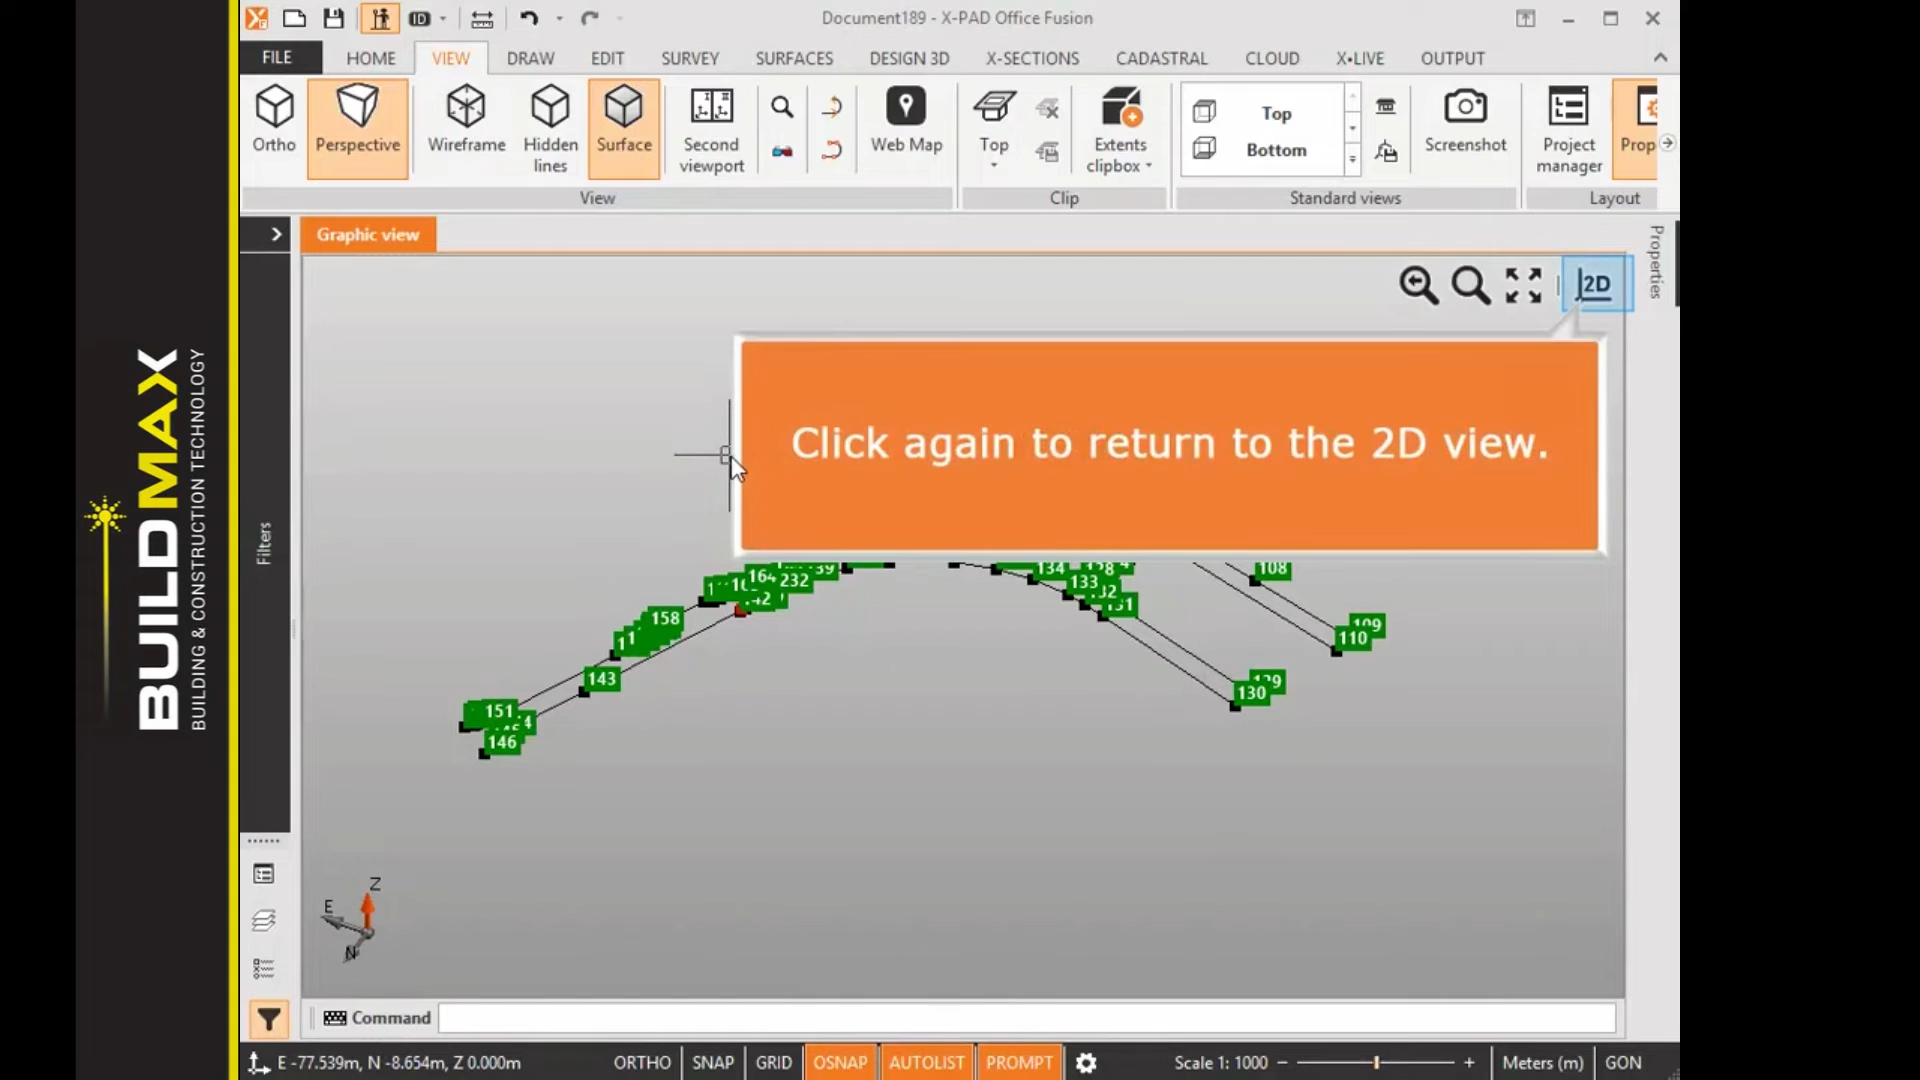 Document189 - X-PAD Office Fusion
ID
FILE
HOME
VIEW
DRAW
EDIT
SURVEY
SURFACES
DESIGN 3D
X-SECTIONS
CADASTRAL
CLOUD
X•LIVE
OUTPUT
Ortho
Perspective
Wireframe
Hidden lines
Surface
Second viewport
Web Map
Top
Extents clipbox
Top
Bottom
Screenshot
Project manager
Prop
View
Clip
Standard views
Layout
Graphic view
Properties
2D
Click again to return to the 2D view.
Filters
BUILDMAX
BUILDING & CONSTRUCTION TECHNOLOGY
164
232
158
143
151
146
134
133
131
108
109
110
130
Z
E
N
Command
E -77.539m, N -8.654m, Z 0.000m
ORTHO
SNAP
GRID
OSNAP
AUTOLIST
PROMPT
Scale 1: 1000
Meters (m)
GON